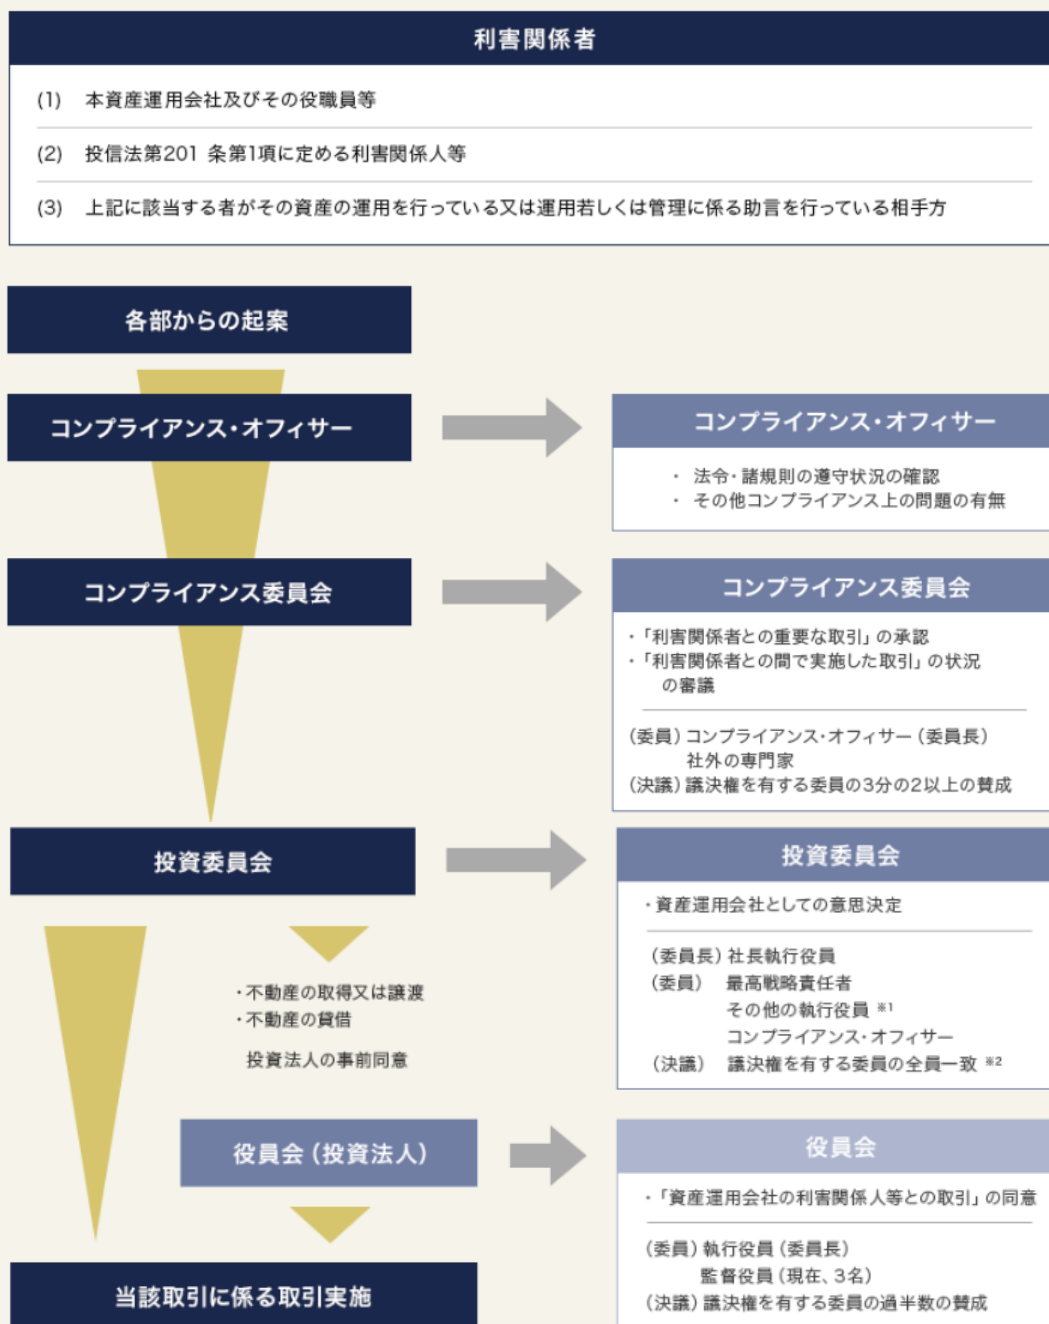 利害関係者
(1) 本資産運用会社及びその役職員等
(2) 投信法第201 条第1項に定める利害関係人等
(3) 上記に該当する者がその資産の運用を行っている又は運用若しくは管理に係る助言を行っている相手方
各部からの起案
コンプライアンス・オフィサー
コンプライアンス・オフィサー
・ 法令・諸規則の遵守状況の確認
・ その他コンプライアンス上の問題の有無
コンプライアンス委員会
コンプライアンス委員会
・「利害関係者との重要な取引」の承認
・「利害関係者との間で実施した取引」の状況
の審議
(委員) コンプライアンス・オフィサー (委員長)
社外の専門家
(決議) 議決権を有する委員の3分の2以上の賛成
投資委員会
投資委員会
・資産運用会社としての意思決定
(委員長) 社長執行役員
(委員) 最高戦略責任者
その他の執行役員 ※1
コンプライアンス・オフィサー
(決議) 議決権を有する委員の全員一致 ※2
・不動産の取得又は譲渡
・不動産の貸借
投資法人の事前同意
役員会 (投資法人)
役員会
・「資産運用会社の利害関係人等との取引」の同意
(委員) 執行役員 (委員長)
監督役員 (現在、3名)
(決議) 議決権を有する委員の過半数の賛成
当該取引に係る取引実施